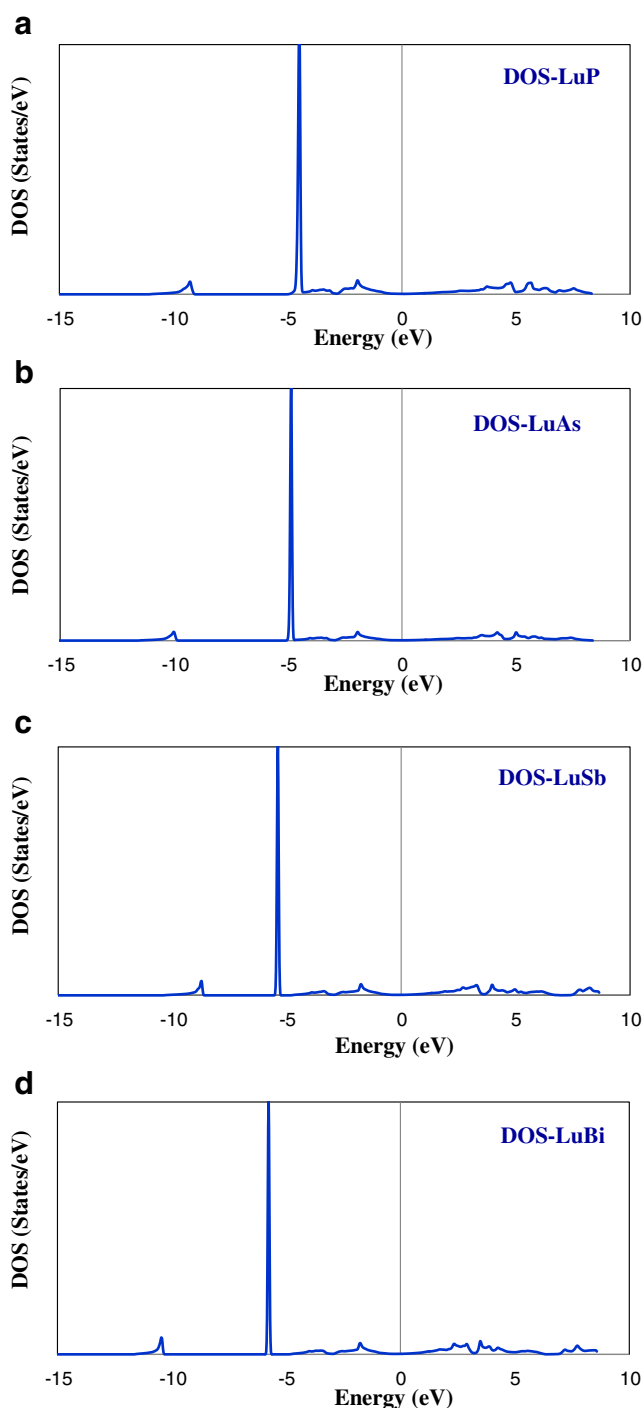 a
DOS-LuP
DOS (States/eV)
-15 -10 -5 0 5 10
Energy (eV)
b
DOS-LuAs
DOS (States/eV)
-15 -10 -5 0 5 10
Energy (eV)
c
DOS-LuSb
DOS (States/eV)
-15 -10 -5 0 5 10
Energy (eV)
d
DOS-LuBi
DOS (States/eV)
-15 -10 -5 0 5 10
Energy (eV)